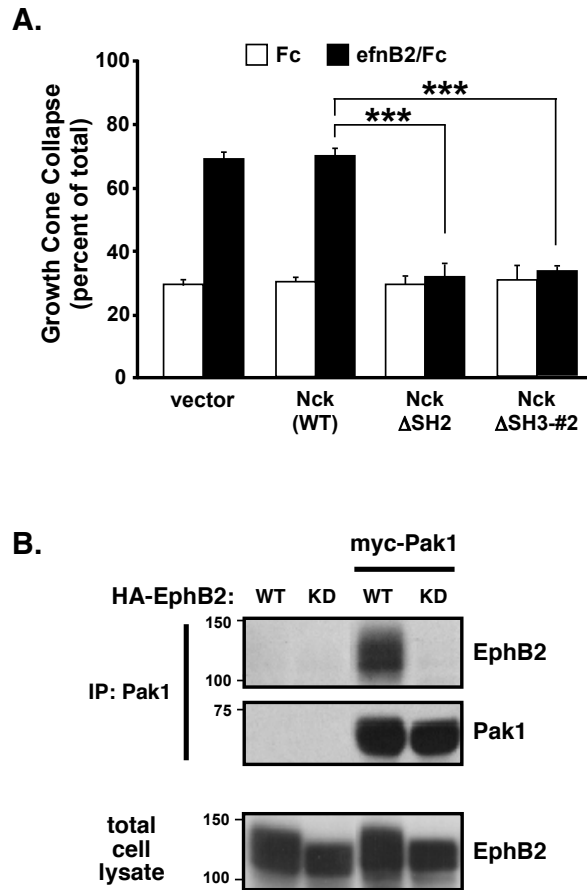 A.
Fc efnB2/Fc
100
80
60
40
20
0
Growth Cone Collapse
(percent of total)
***
***
vector
Nck
(WT)
Nck
ΔSH2
Nck
ΔSH3-#2
B.
myc-Pak1
HA-EphB2: WT KD WT KD
150
100
EphB2
IP: Pak1
75
Pak1
total
cell
lysate
150
100
EphB2